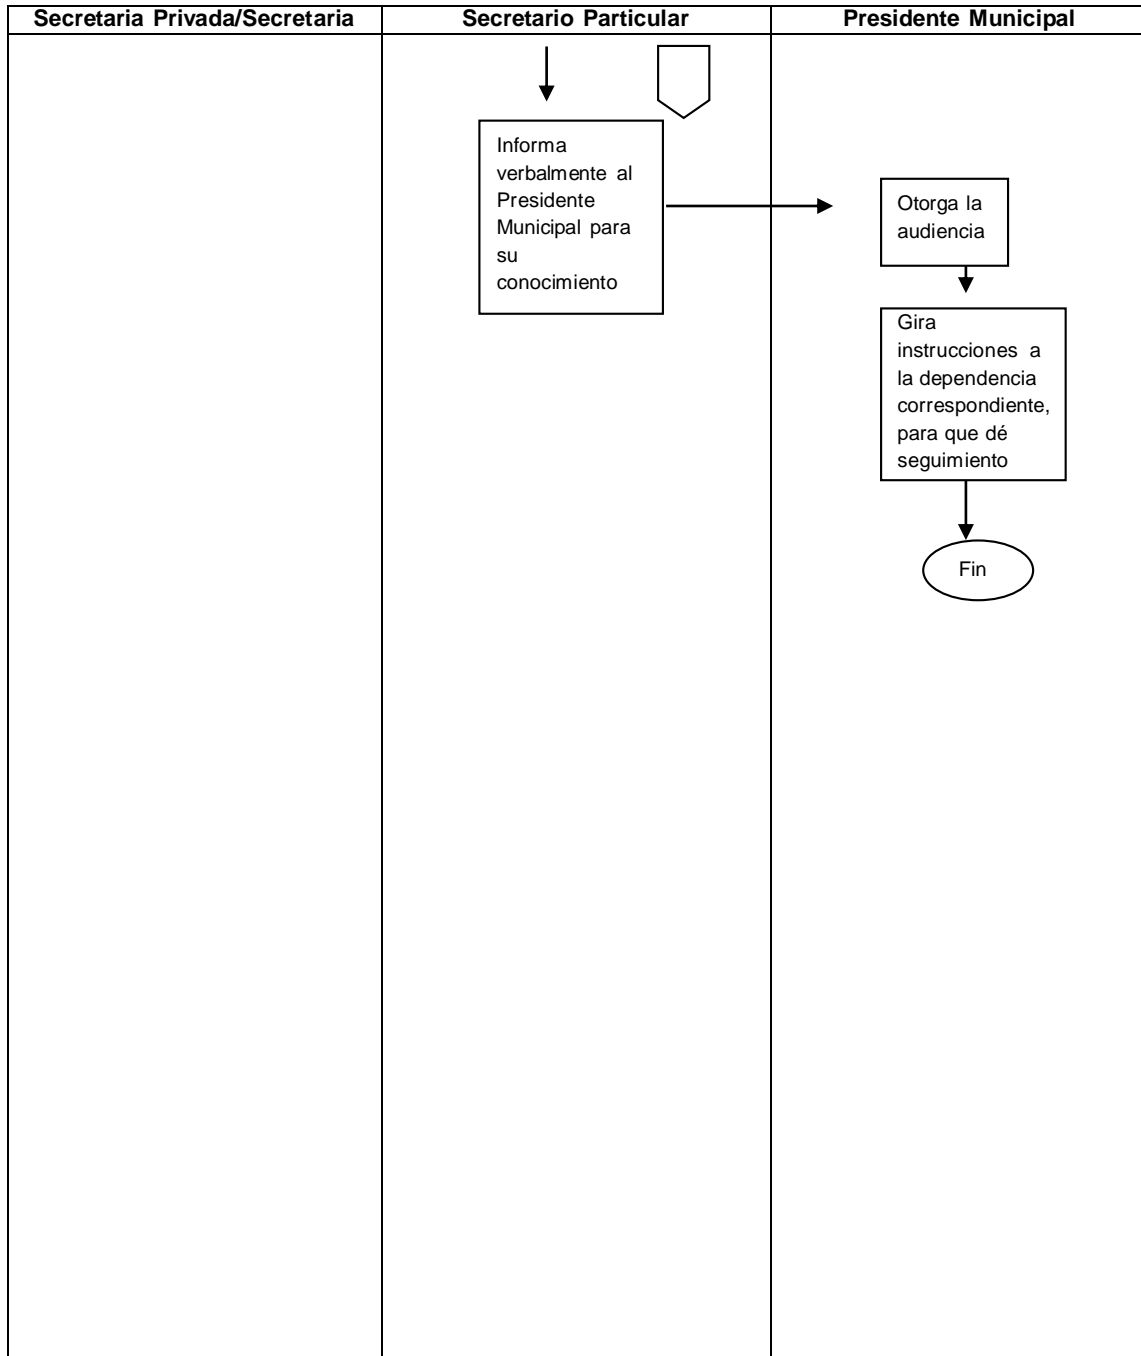 Secretaria Privada/Secretaria
Secretario Particular
Presidente Municipal
Informa
verbalmente al
Presidente
Municipal para
su
conocimiento
Otorga la
audiencia
Gira
instrucciones a
la dependencia
correspondiente,
para que dé
seguimiento
Fin